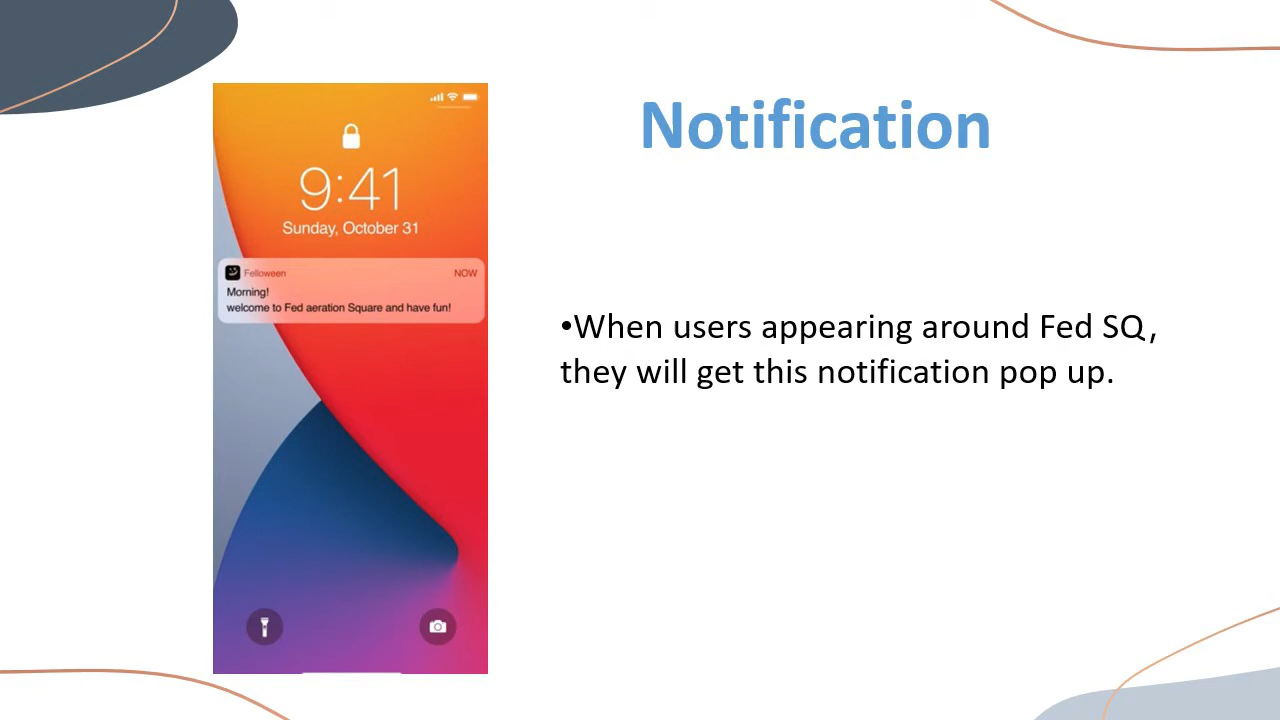 Notification
9:41
Sunday, October 31
Felloween NOW
Morning!
welcome to Fed aeration Square and have fun!
•When users appearing around Fed SQ,
they will get this notification pop up.